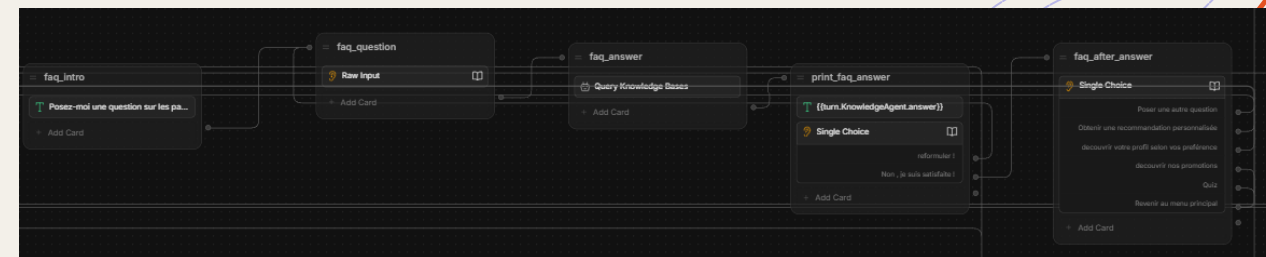 faq_intro
Posez-moi une question sur les pa...
Add Card
faq_question
Raw Input
Add Card
faq_answer
Query Knowledge Bases
Add Card
print_faq_answer
{{turn.KnowledgeAgent.answer}}
Single Choice
reformuler !
Non , je suis satisfaite !
Add Card
faq_after_answer
Single Choice
Poser une autre question
Obtenir une recommandation personnalisée
decouvrir votre profil selon vos preférence
decouvrir nos promotions
Quiz
Revenir au menu principal
Add Card